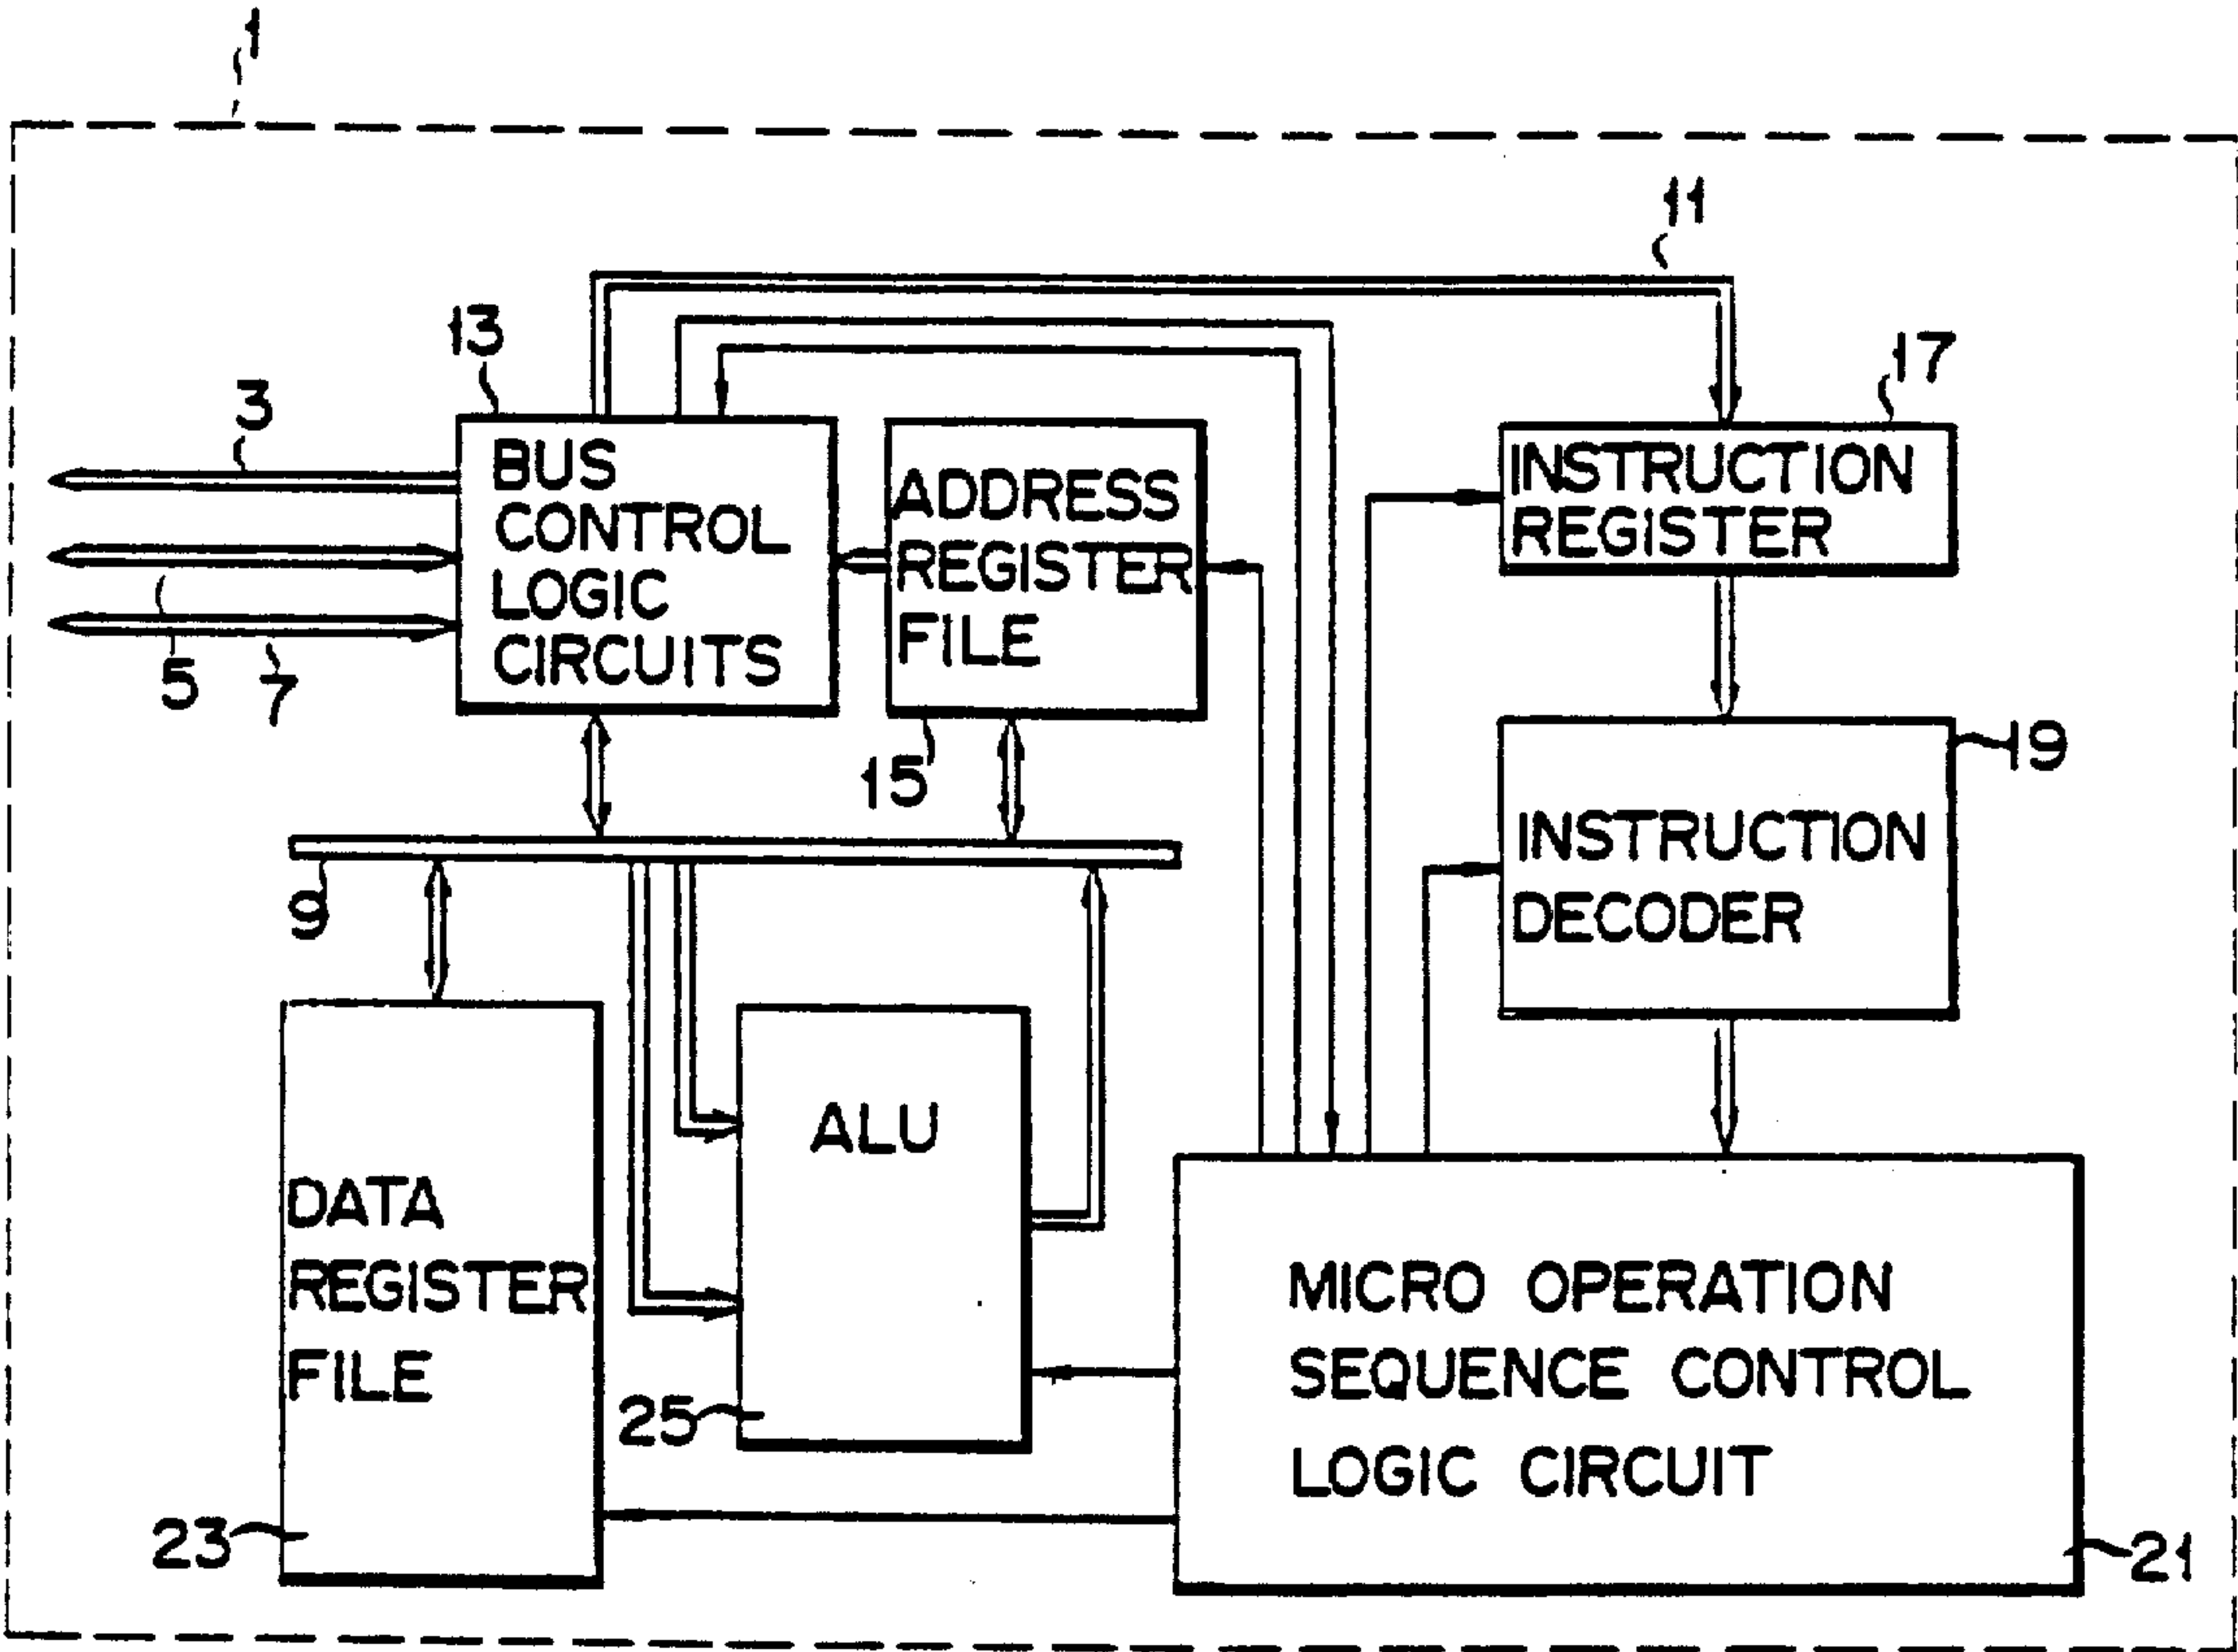 1
11
13
17
3
BUS
CONTROL
LOGIC
CIRCUITS
ADDRESS
REGISTER
FILE
INSTRUCTION
REGISTER
5
7
15
19
INSTRUCTION
DECODER
9
ALU
DATA
REGISTER
FILE
MICRO OPERATION
SEQUENCE CONTROL
LOGIC CIRCUIT
25
23
21